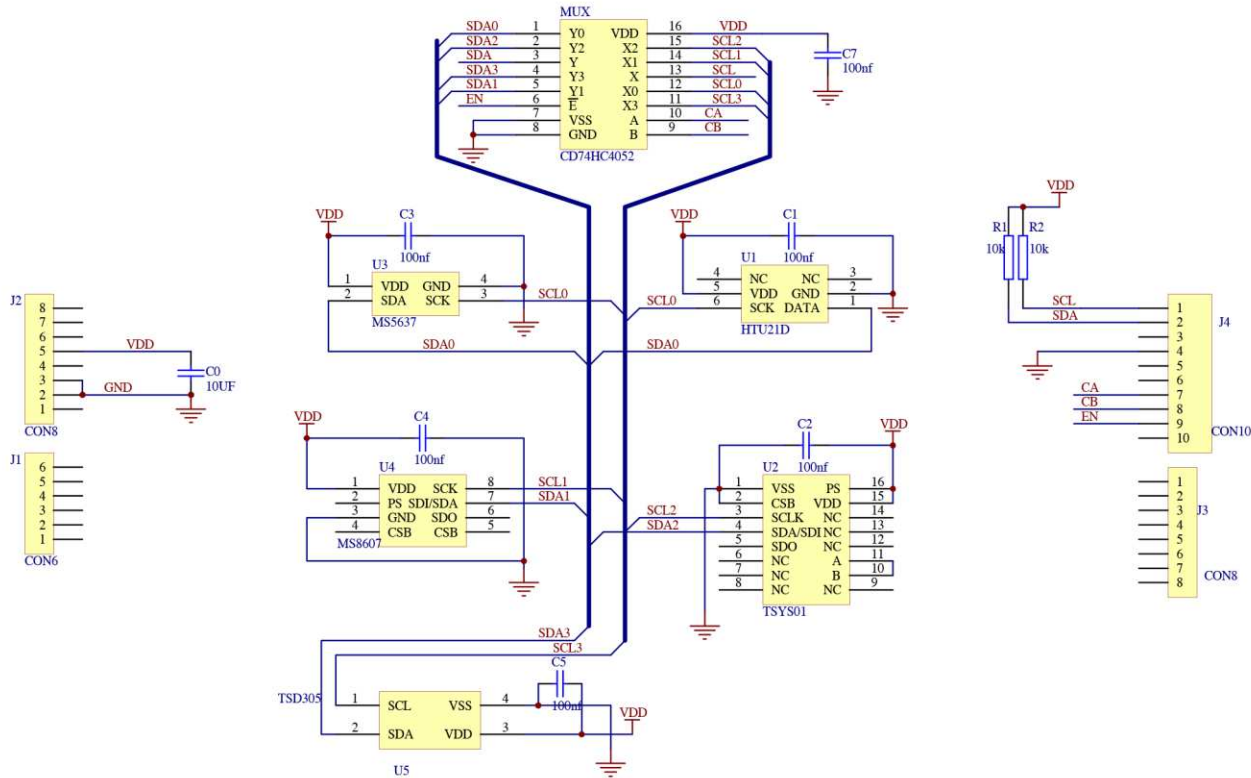 MUX
SDA0 1 Y0 VDD 16 VDD
SDA2 2 Y2 X2 15 SCL2
SDA 3 Y X1 14 SCL1
SDA3 4 Y3 X 13 SCL
SDA1 5 Y1 X0 12 SCL0
EN 6 E X3 11 SCL3
7 VSS A 10 CA
8 GND B 9 CB
CD74HC4052
C7
100nf
VDD C3
100nf
U3
1 VDD GND 4
2 SDA SCK 3 SCL0
MS5637
SDA0
VDD C1
100nf
U1
4 NC NC 3
5 VDD GND 2
SCL0 6 SCK DATA 1
HTU21D
SDA0
VDD
R1 R2
10k 10k
SCL 1
SDA 2
3
4
5
6
CA 7
CB 8
EN 9
10
J4
CON10
J2
8
7
6
5 VDD
4
3
2 GND
1
CON8
C0
10UF
J1
6
5
4
3
2
1
CON6
VDD C4
100nf
U4
1 VDD SCK 8 SCL1
2 PS SDI/SDA 7 SDA1
3 GND SDO 6
4 CSB CSB 5
MS8607
C2 VDD
100nf
U2
1 VSS PS 16
2 CSB VDD 15
SCL2 3 SCLK NC 14
SDA2 4 SDA/SDI NC 13
5 SDO NC 12
6 NC A 11
7 NC B 10
8 NC NC 9
TSYS01
1
2
3
4
5
6
7
8
J3
CON8
SDA3
SCL3
C5
100nf
TSD305
1 SCL VSS 4
2 SDA VDD 3
VDD
U5